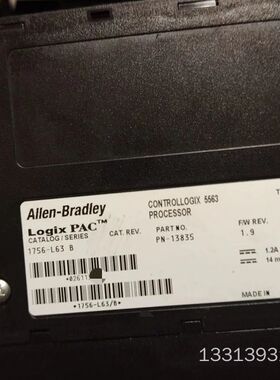 Allen-Bradley
Logix PAC™
CATALOG/SERIES
1756-L63 B
CAT. REV.
CONTROLLOGIX 5563
PROCESSOR
PART NO.
PN-13835
F/W REV.
1.9
1.2A
14 m
MADE IN
*1756-L63/B*
1331393